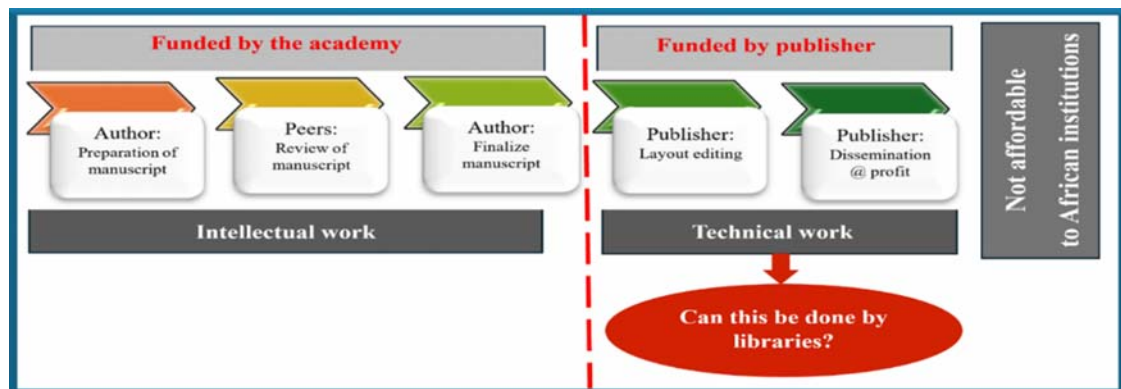 Funded by the academy
Funded by publisher
Author:
Preparation of
manuscript
Peers:
Review of
manuscript
Author:
Finalize
manuscript
Publisher:
Layout editing
Publisher:
Dissemination
@ profit
Intellectual work
Technical work
Not affordable
to African institutions
Can this be done by
libraries?